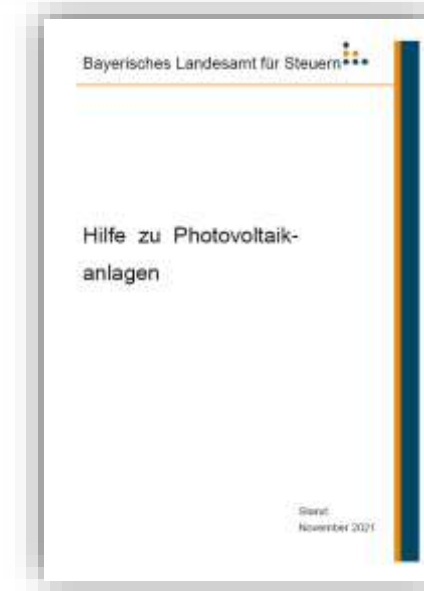 Bayerisches Landesamt für Steuern
Hilfe zu Photovoltaik-
anlagen
Stand:
November 2021